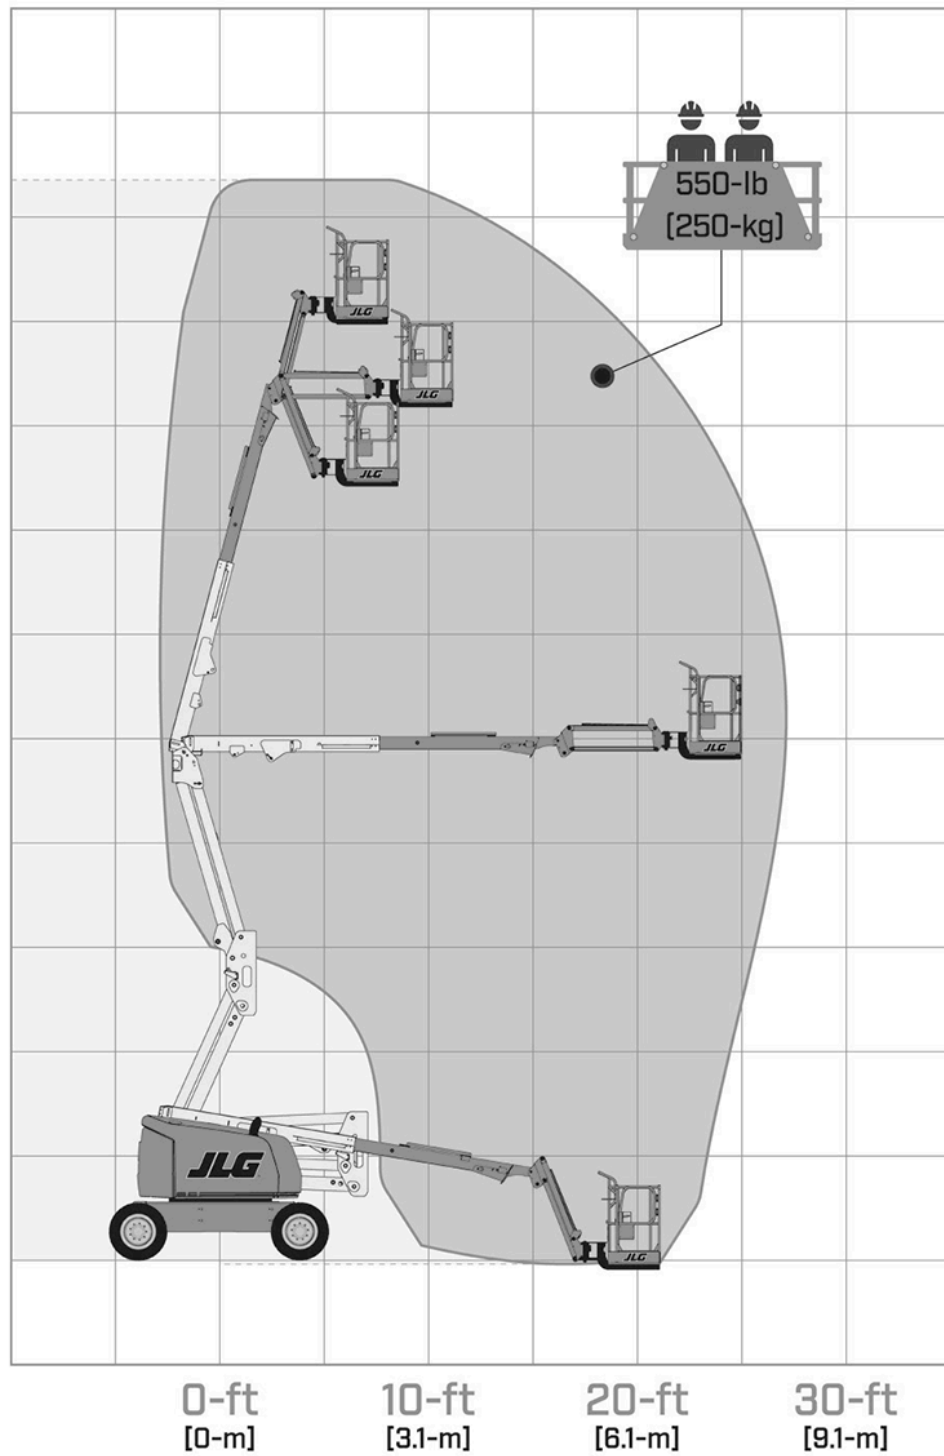 550-lb
[250-kg]
JLG
JLG
JLG
JLG
JLG
JLG
0-ft
10-ft
20-ft
30-ft
[0-m]
[3.1-m]
[6.1-m]
[9.1-m]